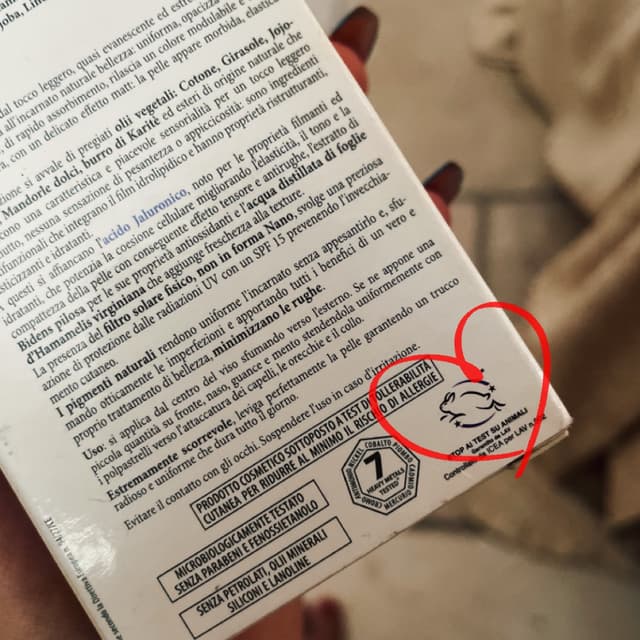 joba, Lin
dal tocco leggero, quasi evanescente ed
all'incarnato naturale bellezza: uniforma, opacizza
di rapido assorbimento, rilascia un colore modulabile e
con un delicato effetto matt: la pelle appare morbida, elastica
si avvale di pregiati olii vegetali: Cotone, Girasole, Jojo-
Mandorle dolci, burro di Karité ed esteri di origine naturale che
una caratteristica e piacevole sensorialità per un tocco leggero
nessuna sensazione di pesantezza o appiccicosità: sono ingredienti
funzionali che integrano il film idrolipidico e hanno proprietà ristrutturanti,
e idratanti.
questi si affiancano l'acido Jaluronico, noto per le proprietà filmanti ed
idratanti, che potenzia la coesione cellulare migliorando l'elasticità, il tono e la
compattezza della pelle con conseguente effetto tensore e antirughe, l'estratto di
Bidens pilosa per le sue proprietà antiossidanti e l'acqua distillata di foglie
d'Hamamelis virginiana che aggiunge freschezza alla texture.
La presenza del filtro solare fisico, non in forma Nano, svolge una preziosa
azione di protezione dalle radiazioni UV con un SPF 15 prevenendo l'invecchia-
mento cutaneo.
I pigmenti naturali rendono uniforme l'incarnato senza appesantirlo e, sfu-
mando otticamente le imperfezioni e apportando tutti i benefici di un vero e
proprio trattamento di bellezza, minimizzano le rughe.
Uso: si applica dal centro del viso sfumando verso l'esterno. Se ne appone una
piccola quantità su fronte, naso, guance e mento stendendola uniformemente con
i polpastrelli verso l'attaccatura dei capelli, le orecchie e il collo.
Estremamente scorrevole, leviga perfettamente la pelle garantendo un trucco
radioso e uniforme che dura tutto il giorno.
Evitare il contatto con gli occhi. Sospendere l'uso in caso d'irritazione.
PRODOTTO COSMETICO SOTTOPOSTO A TEST DI TOLLERABILITÀ
CUTANEA PER RIDURRE AL MINIMO IL RISCHIO DI ALLERGIE
MICROBIOLOGICAMENTE TESTATO
SENZA PARABENI E FENOSSIETANOLO
SENZA PETROLATI, OLII MINERALI
SILICONI E LANOLINE
NICKEL COBALTO PIOMBO CADMIO MERCURIO CROMO
7
HEAVY METALS
TESTED
STOP AI TEST SU ANIMALI
Garantito da LAV
Controllato da ICEA per LAV n.